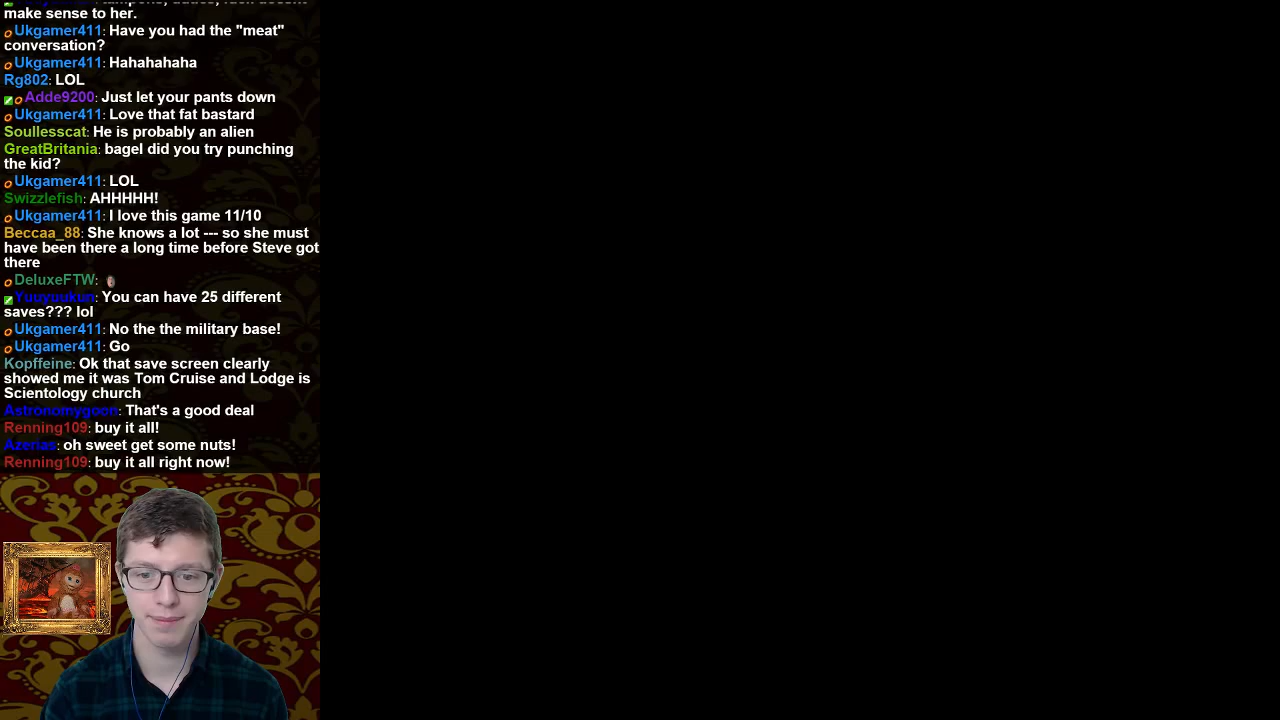 make sense to her.
Ukgamer411: Have you had the "meat"
conversation?
Ukgamer411: Hahahahaha
Rg802: LOL
Adde9200: Just let your pants down
Ukgamer411: Love that fat bastard
Soullesscat: He is probably an alien
GreatBritania: bagel did you try punching
the kid?
Ukgamer411: LOL
Swizzlefish: AHHHHH!
Ukgamer411: I love this game 11/10
Beccaa_88: She knows a lot --- so she must
have been there a long time before Steve got
there
DeluxeFTW:
Yuuyuukun: You can have 25 different
saves??? lol
Ukgamer411: No the the military base!
Ukgamer411: Go
Kopffeine: Ok that save screen clearly
showed me it was Tom Cruise and Lodge is
Scientology church
Astronomygoon: That's a good deal
Renning109: buy it all!
Azerias: oh sweet get some nuts!
Renning109: buy it all right now!